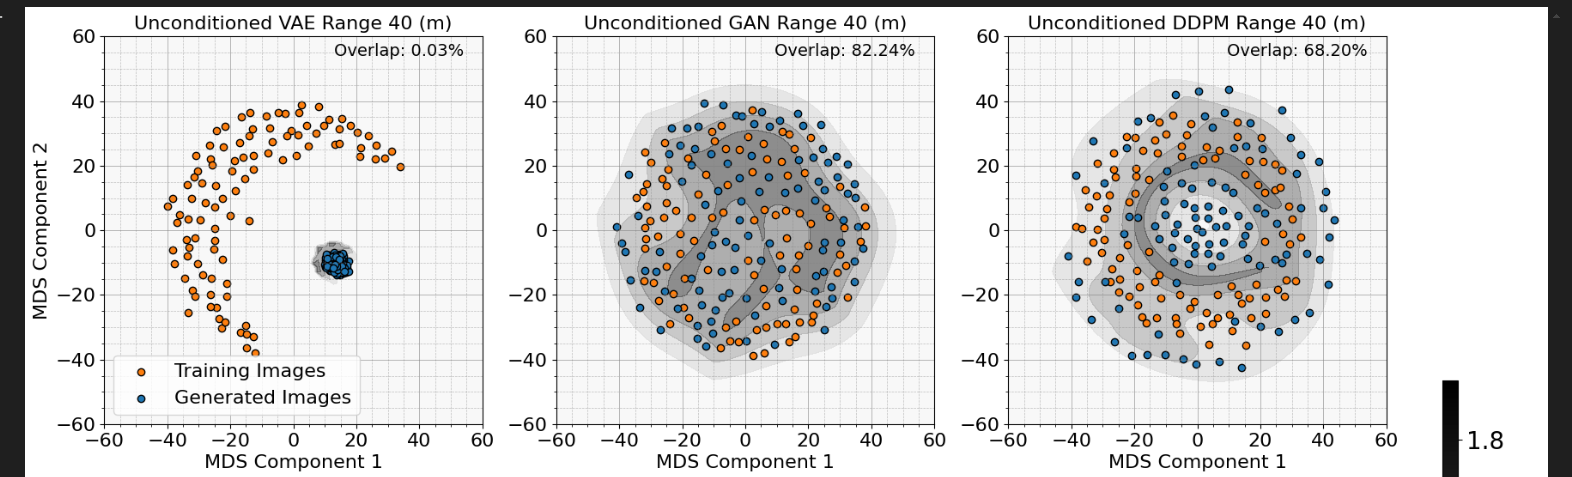 Unconditioned VAE Range 40 (m)
Unconditioned GAN Range 40 (m)
Unconditioned DDPM Range 40 (m)
Overlap: 0.03%
Overlap: 82.24%
Overlap: 68.20%
60
40
20
0
−20
−40
−60
MDS Component 2
Training Images
Generated Images
−60 −40 −20 0 20 40 60
MDS Component 1
60
40
20
0
−20
−40
−60
−60 −40 −20 0 20 40 60
MDS Component 1
60
40
20
0
−20
−40
−60
−60 −40 −20 0 20 40 60
MDS Component 1
1.8